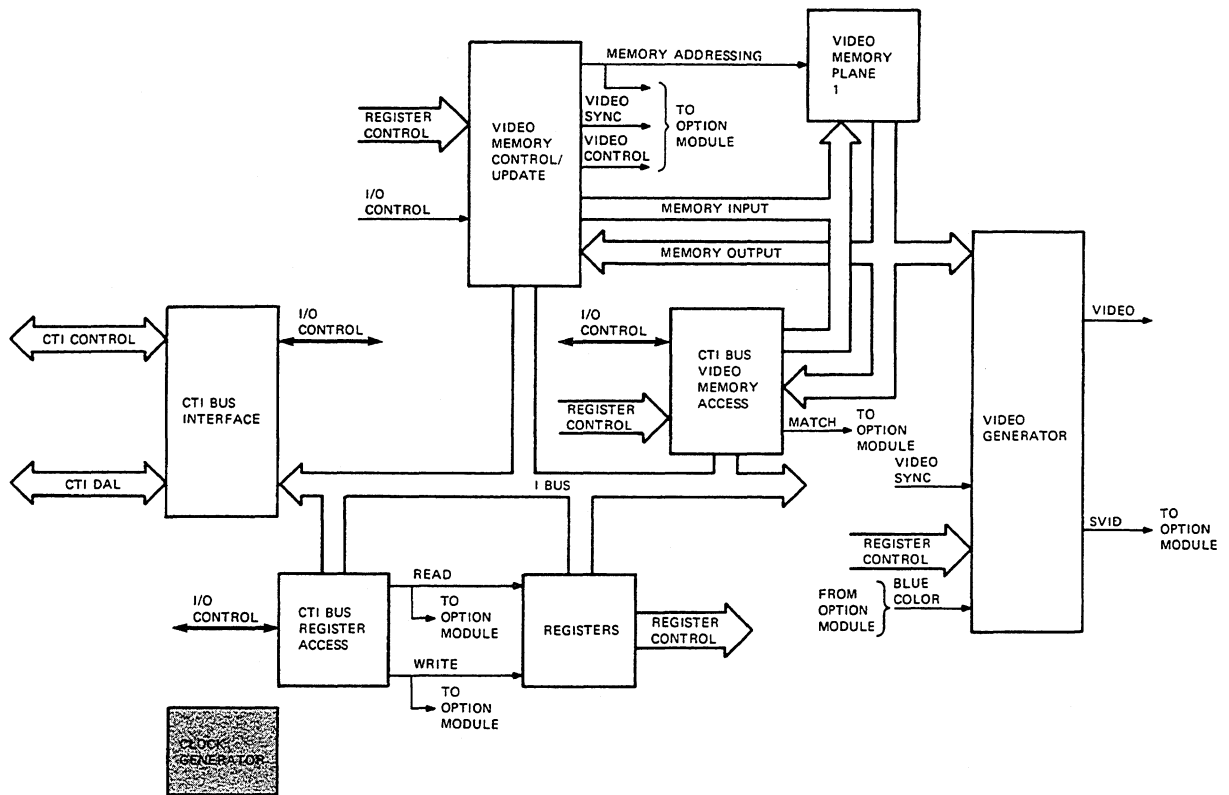 VIDEO
MEMORY
PLANE
1
MEMORY ADDRESSING
VIDEO
SYNC
VIDEO
CONTROL
TO
OPTION
MODULE
REGISTER
CONTROL
VIDEO
MEMORY
CONTROL/
UPDATE
I/O
CONTROL
MEMORY INPUT
MEMORY OUTPUT
CTI CONTROL
I/O
CONTROL
CTI BUS
INTERFACE
CTI DAL
I/O
CONTROL
CTI BUS
VIDEO
MEMORY
ACCESS
REGISTER
CONTROL
MATCH
TO
OPTION
MODULE
I BUS
VIDEO
VIDEO
GENERATOR
VIDEO
SYNC
SVID
TO
OPTION
MODULE
REGISTER
CONTROL
FROM
OPTION
MODULE
BLUE
COLOR
I/O
CONTROL
CTI BUS
REGISTER
ACCESS
READ
TO
OPTION
MODULE
WRITE
TO
OPTION
MODULE
REGISTERS
REGISTER
CONTROL
CLOCK
GENERATOR